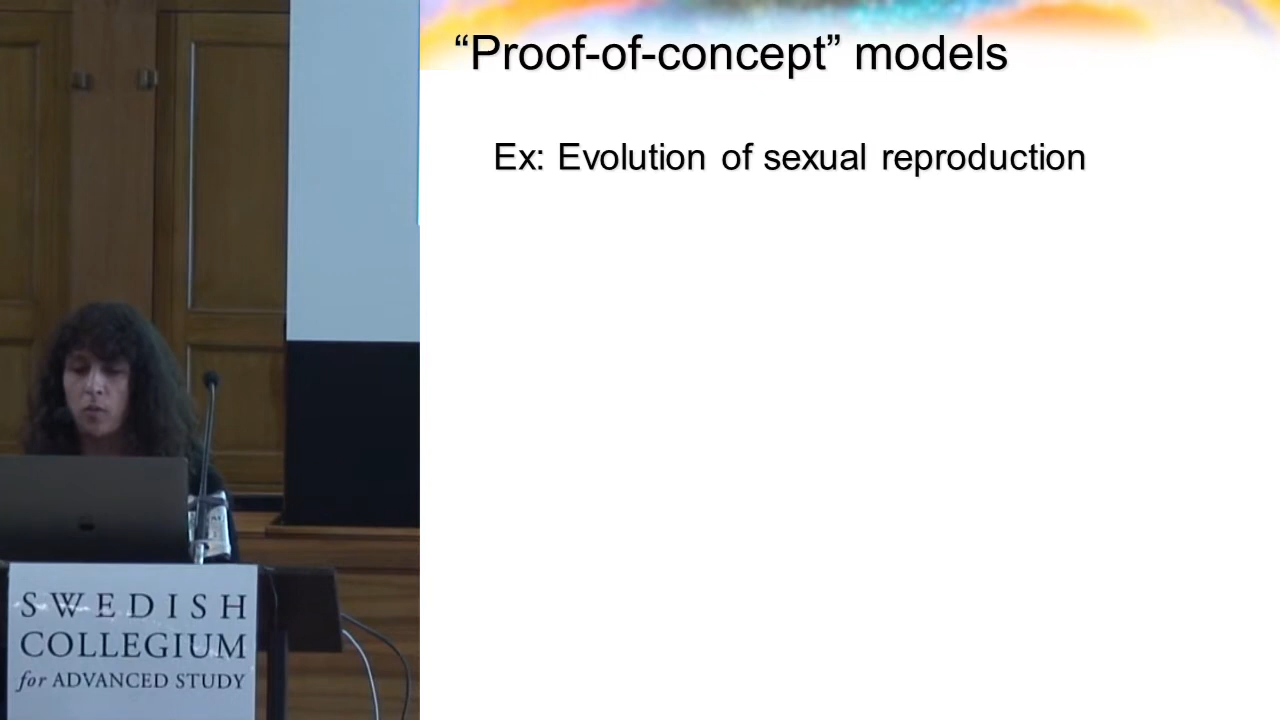 “Proof-of-concept” models
Ex: Evolution of sexual reproduction
SWEDISH
COLLEGIUM
for ADVANCED STUDY